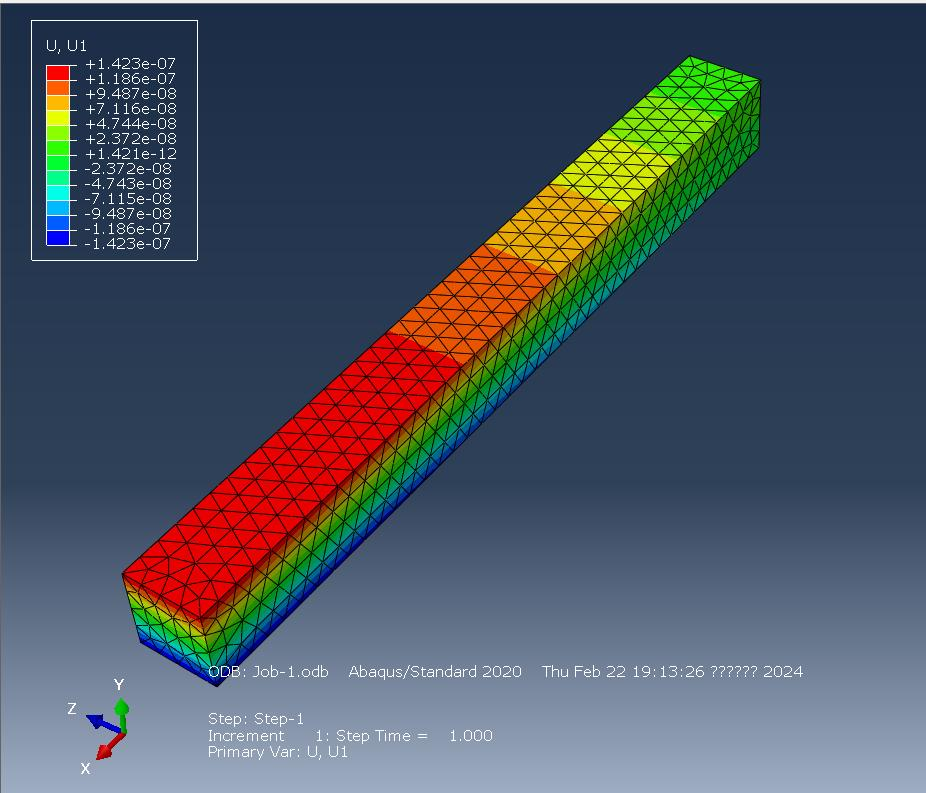 U, U1
+1.423e-07
+1.186e-07
+9.487e-08
+7.116e-08
+4.744e-08
+2.372e-08
+1.421e-12
-2.372e-08
-4.743e-08
-7.115e-08
-9.487e-08
-1.186e-07
-1.423e-07
ODB: Job-1.odb Abaqus/Standard 2020 Thu Feb 22 19:13:26 ?????? 2024
Y
Z
X
Step: Step-1
Increment 1: Step Time = 1.000
Primary Var: U, U1